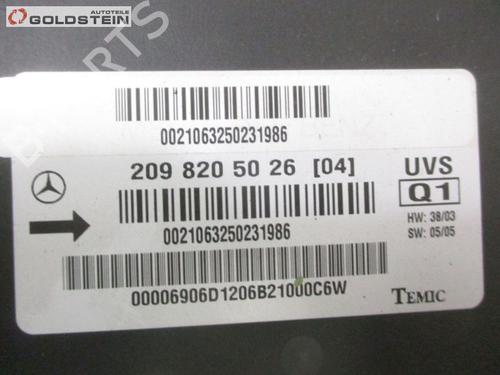 AUTOTEILE
GOLDSTEIN
PARTS
0021063250231986
209 820 50 26 [04]
UVS
Q1
0021063250231986
HW: 38/03
SW: 05/05
00006906D1206B21000C6W
TEMIC